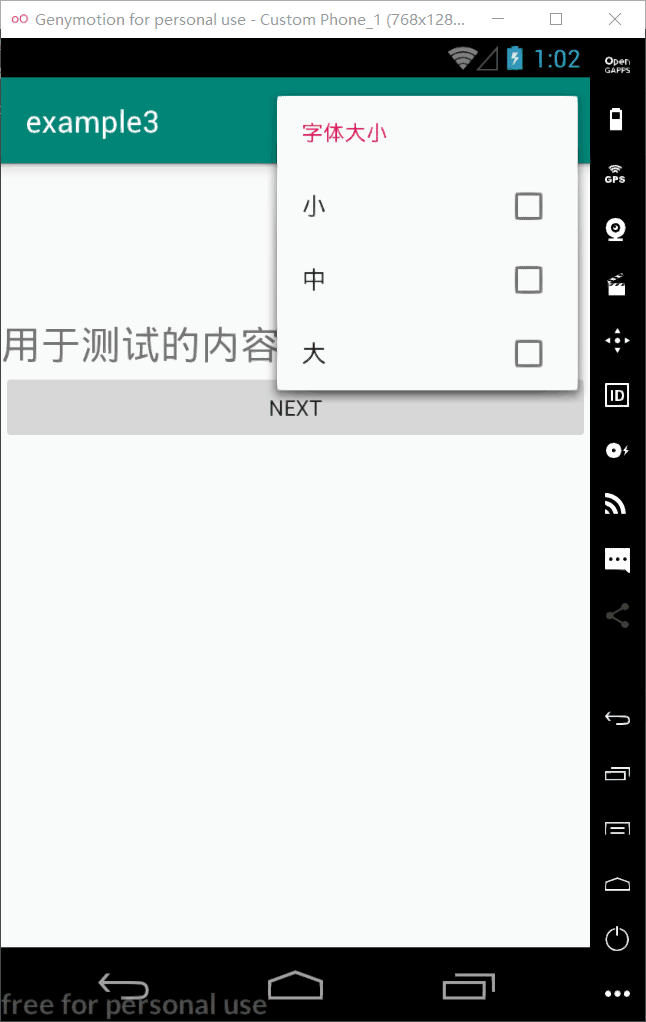 Genymotion for personal use - Custom Phone_1 (768x128...
1:02
Open
GAPPS
example3
字体大小
小
GPS
中
用于测试的内容
大
ID
NEXT
free for personal use